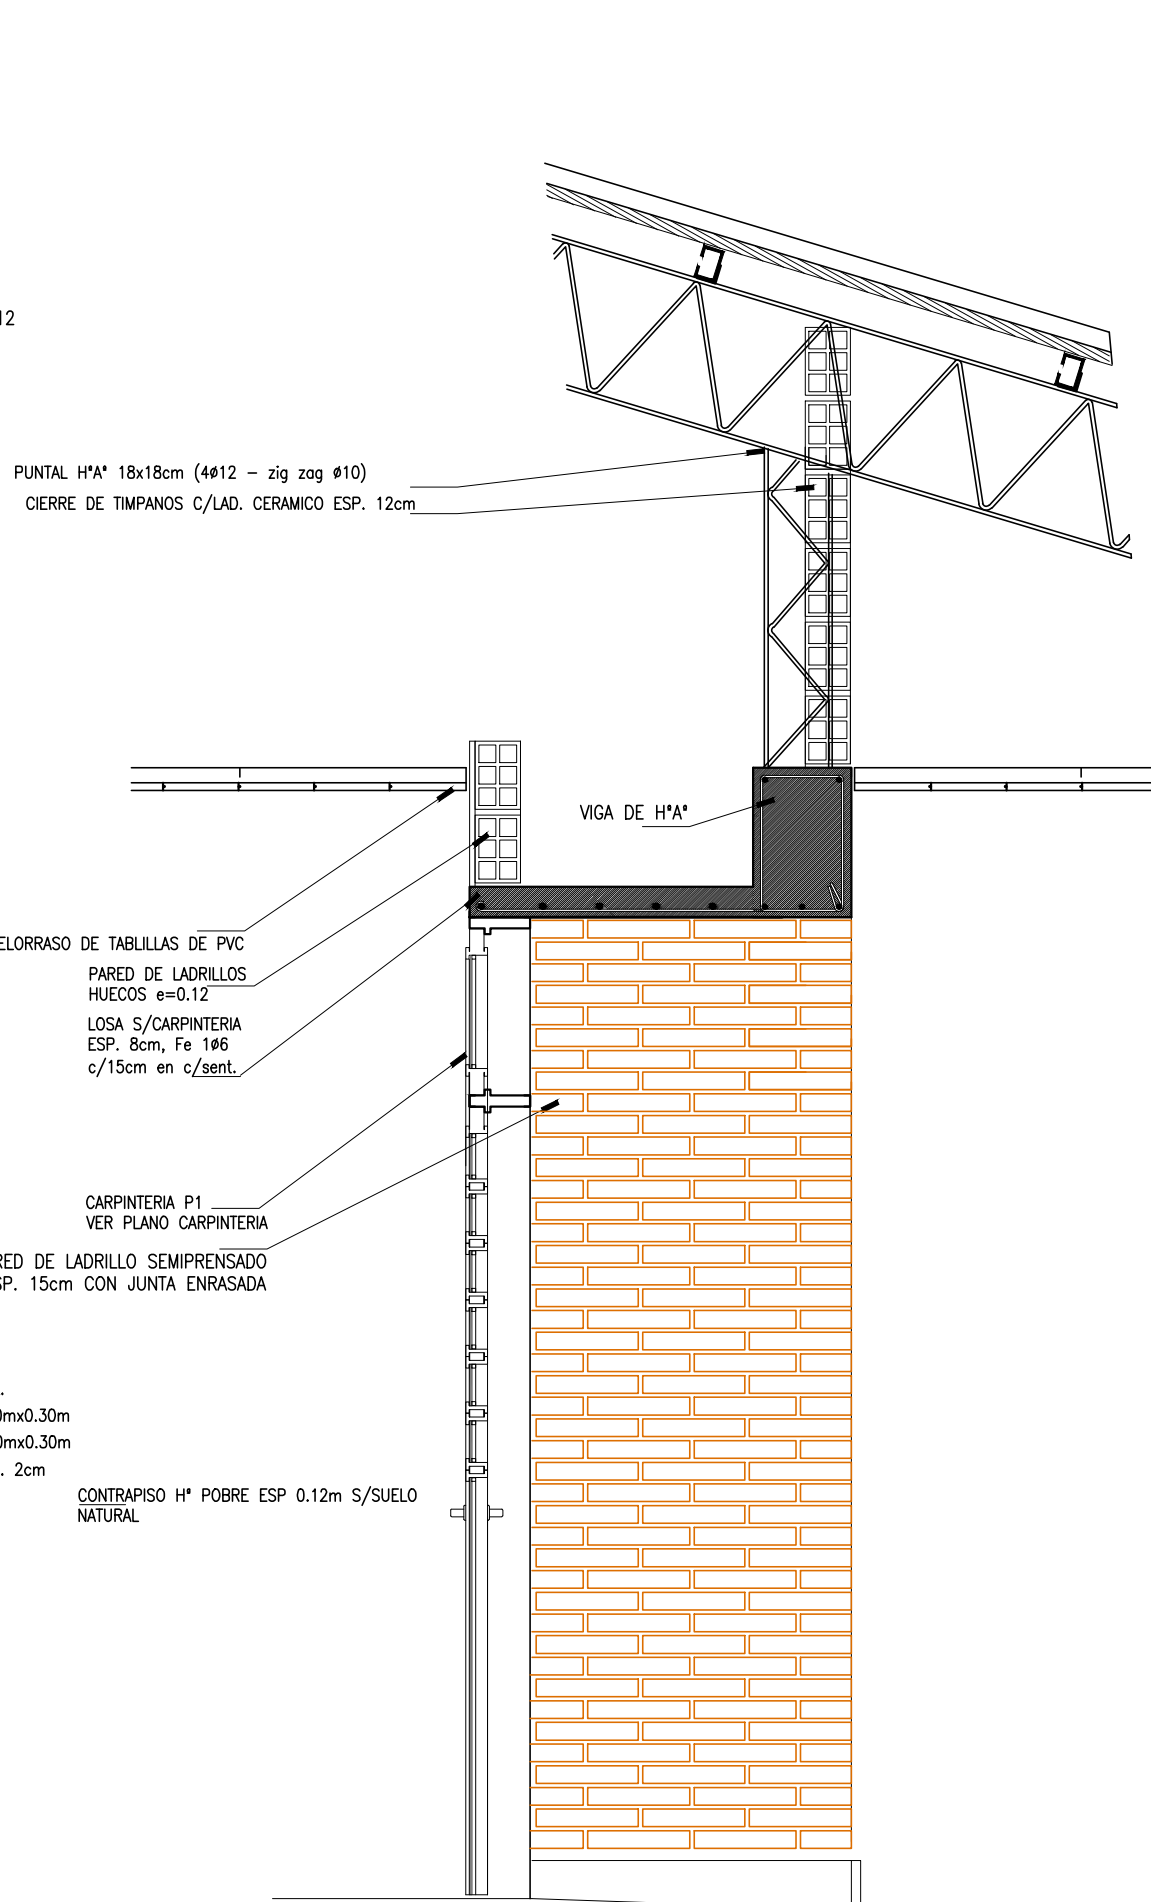 12
PUNTAL HºAº 18x18cm (4ø12 – zig zag ø10)
CIERRE DE TIMPANOS C/LAD. CERAMICO ESP. 12cm
VIGA DE HºAº
ELORRASO DE TABLILLAS DE PVC
PARED DE LADRILLOS
HUECOS e=0.12
LOSA S/CARPINTERIA
ESP. 8cm, Fe 1ø6
c/15cm en c/sent.
CARPINTERIA P1
VER PLANO CARPINTERIA
RED DE LADRILLO SEMIPRENSADO
SP. 15cm CON JUNTA ENRASADA
.
0mx0.30m
0mx0.30m
. 2cm
CONTRAPISO Hº POBRE ESP 0.12m S/SUELO
NATURAL